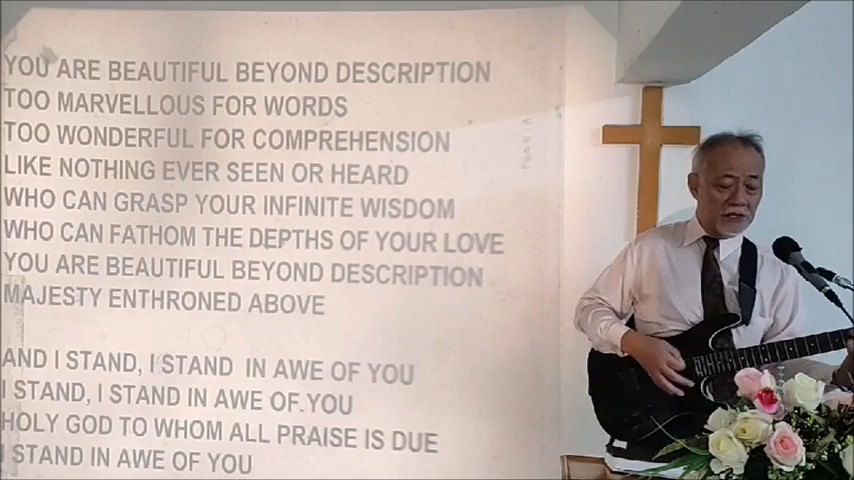 YOU ARE BEAUTIFUL, BEYOND DESCRIPTION
TOO MARVELLOUS FOR WORDS
TOO WONDERFUL FOR COMPREHENSION
LIKE NOTHING EVER SEEN OR HEARD
WHO CAN GRASP YOUR INFINITE WISDOM
WHO CAN FATHOM THE DEPTHS OF YOUR LOVE
YOU ARE BEAUTIFUL, BEYOND DESCRIPTION
MAJESTY ENTHRONED ABOVE
AND I STAND, I STAND IN AWE OF YOU
I STAND, I STAND IN AWE OF YOU
HOLY GOD TO WHOM ALL PRAISE IS DUE
I STAND IN AWE OF YOU